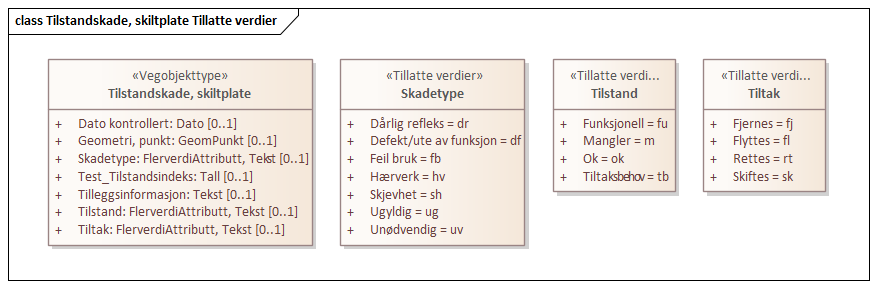 class Tilstandskade, skiltplate Tillatte verdier
«Vegobjekttype»
Tilstandskade, skiltplate
+ Dato kontrollert: Dato [0..1]
+ Geometri, punkt: GeomPunkt [0..1]
+ Skadetype: FlerverdiAttributt, Tekst [0..1]
+ Test_Tilstandsindeks: Tall [0..1]
+ Tilleggsinformasjon: Tekst [0..1]
+ Tilstand: FlerverdiAttributt, Tekst [0..1]
+ Tiltak: FlerverdiAttributt, Tekst [0..1]
«Tillatte verdier»
Skadetype
+ Dårlig refleks = dr
+ Defekt/ute av funksjon = df
+ Feil bruk = fb
+ Hærverk = hv
+ Skjevhet = sh
+ Ugyldig = ug
+ Unødvendig = uv
«Tillatte verdi...
Tilstand
+ Funksjonell = fu
+ Mangler = m
+ Ok = ok
+ Tiltaksbehov = tb
«Tillatte verdi...
Tiltak
+ Fjernes = fj
+ Flyttes = fl
+ Rettes = rt
+ Skiftes = sk